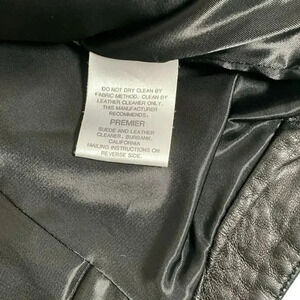 DO NOT DRY CLEAN BY
FABRIC METHOD. CLEAN BY
LEATHER CLEANER ONLY.
THIS MANUFACTURER
RECOMMENDS.
PREMIER
SUEDE AND LEATHER
CLEANER, BURBANK,
CALIFORNIA
MAILING INSTRUCTIONS ON
REVERSE SIDE.